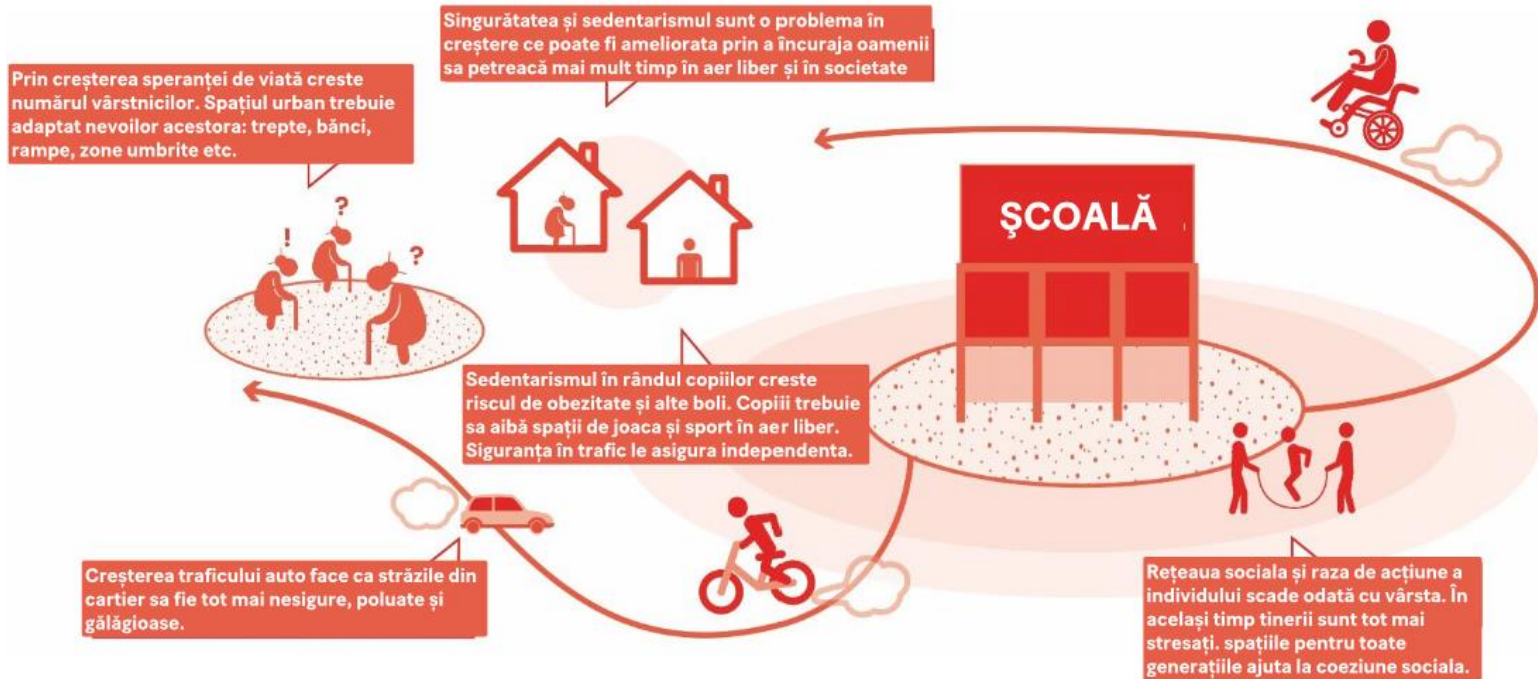 Singurătatea și sedentarismul sunt o problema în
creștere ce poate fi ameliorata prin a încuraja oamenii
sa petreacă mai mult timp în aer liber și în societate
Prin creșterea speranței de viată creste
numărul vârstnicilor. Spațiul urban trebuie
adaptat nevoilor acestora: trepte, bănci,
rampe, zone umbrite etc.
?
!
?
ŞCOALĂ
Sedentarismul în rândul copiilor creste
riscul de obezitate și alte boli. Copiii trebuie
sa aibă spații de joaca și sport în aer liber.
Siguranța în trafic le asigura independenta.
Creșterea traficului auto face ca străzile din
cartier sa fie tot mai nesigure, poluate și
gălăgioase.
Rețeaua sociala și raza de acțiune a
individului scade odată cu vârsta. În
același timp tinerii sunt tot mai
stresați. spațiile pentru toate
generațiile ajuta la coeziune sociala.